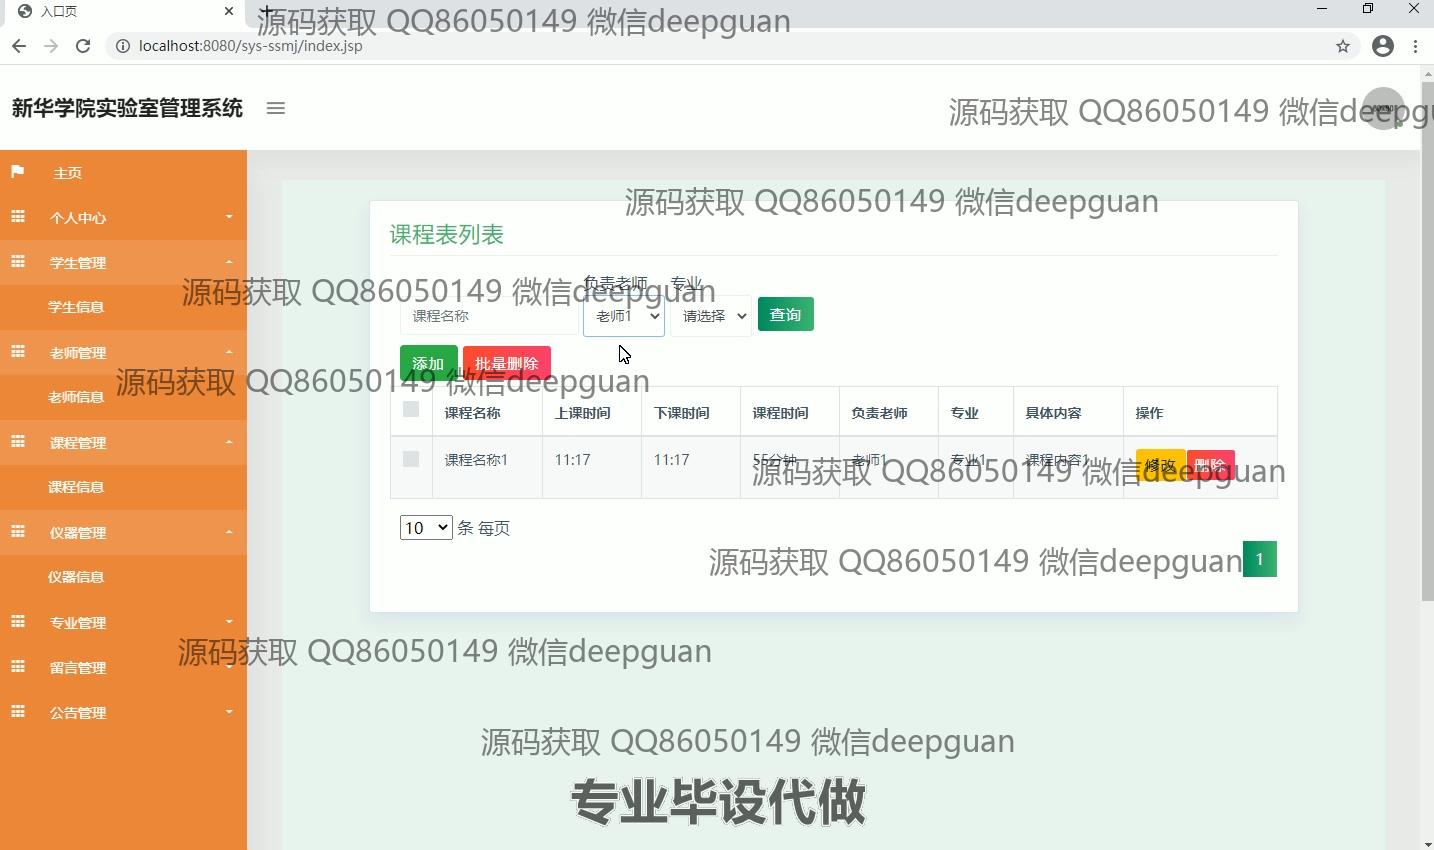 入口页
源码获取 QQ86050149 微信deepguan
localhost:8080/sys-ssmj/index.jsp
新华学院实验室管理系统
源码获取 QQ86050149 微信deepgu
主页
源码获取 QQ86050149 微信deepguan
个人中心
课程表列表
学生管理
负责老师 专业
源码获取 QQ86050149 微信deepguan
学生信息
课程名称 老师1 请选择 查询
老师管理
添加 批量删除
源码获取 QQ86050149 微信deepguan
老师信息
课程名称 上课时间 下课时间 课程时间 负责老师 专业 具体内容 操作
课程管理
课程名称1 11:17 11:17 55分钟 老师1 专业1 课程内容1 修改 删除
源码获取 QQ86050149 微信deepguan
课程信息
10 条 每页
仪器管理
源码获取 QQ86050149 微信deepguan
1
仪器信息
专业管理
源码获取 QQ86050149 微信deepguan
留言管理
公告管理
源码获取 QQ86050149 微信deepguan
专业毕设代做